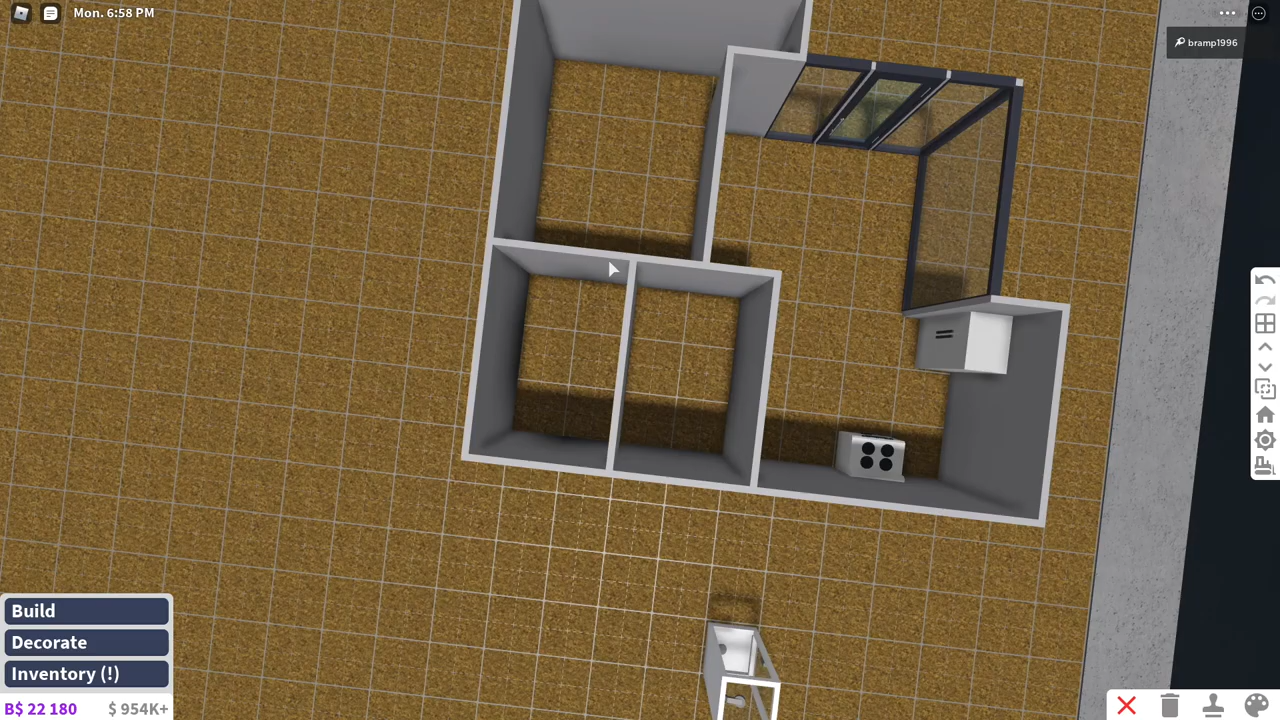 Mon. 6:58 PM
bramp1996
Build
Decorate
Inventory (!)
B$ 22 180 $ 954K+